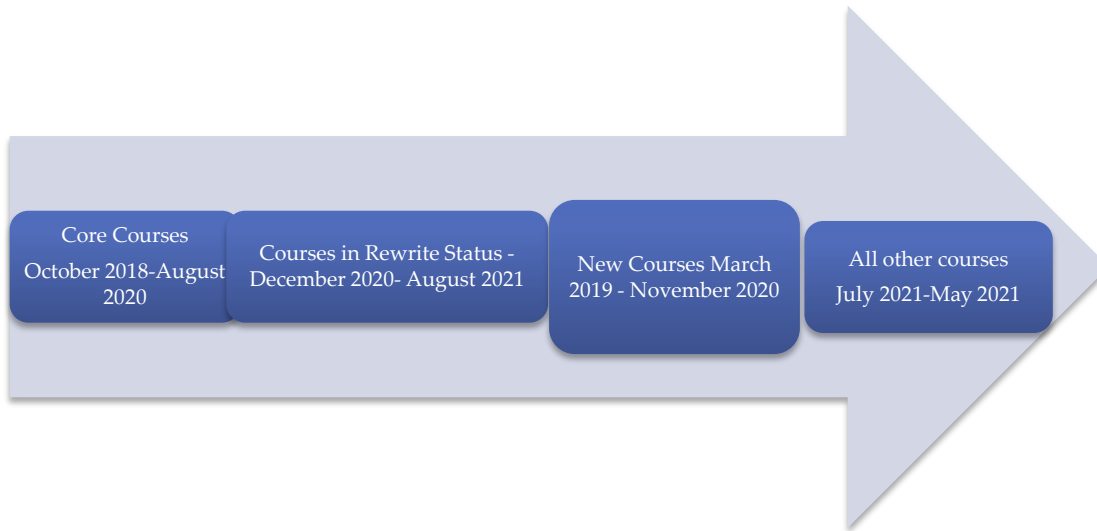 Core Courses
October 2018-August
2020
Courses in Rewrite Status -
December 2020- August 2021
New Courses March
2019 - November 2020
All other courses
July 2021-May 2021